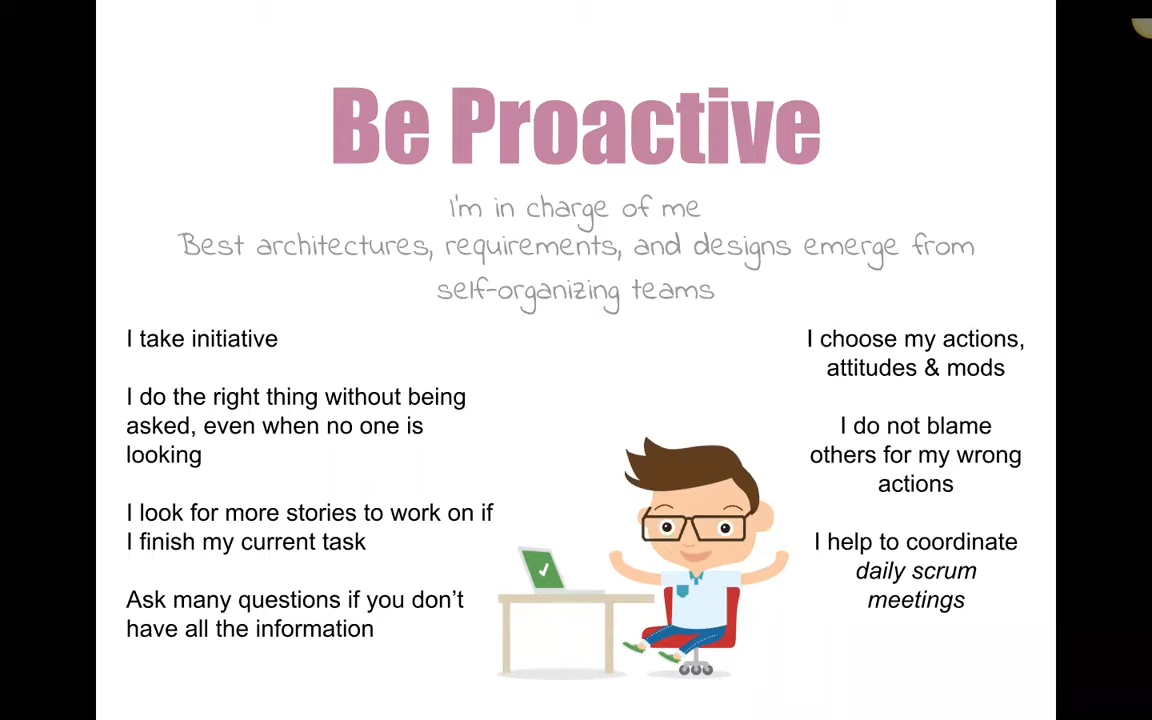 Be Proactive
I'm in charge of me
Best architectures, requirements, and designs emerge from
self-organizing teams
I take initiative
I do the right thing without being
asked, even when no one is
looking
I look for more stories to work on if
I finish my current task
Ask many questions if you don't
have all the information
I choose my actions,
attitudes & mods
I do not blame
others for my wrong
actions
I help to coordinate
daily scrum
meetings